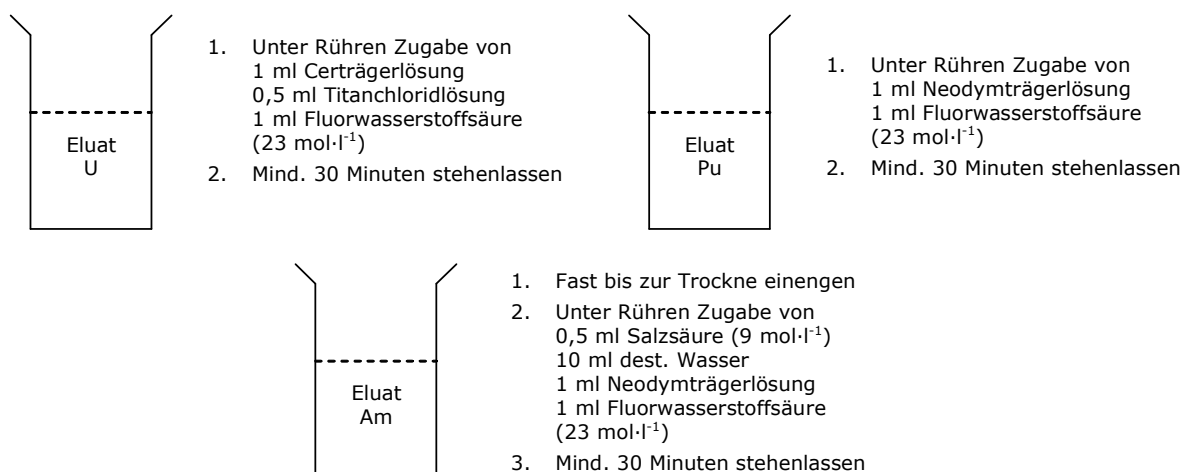 Eluat
U
1. Unter Rühren Zugabe von
1 ml Certrägerlösung
0,5 ml Titanchloridlösung
1 ml Fluorwasserstoffsäure
(23 mol·l⁻¹)
2. Mind. 30 Minuten stehenlassen
Eluat
Pu
1. Unter Rühren Zugabe von
1 ml Neodymträgerlösung
1 ml Fluorwasserstoffsäure
(23 mol·l⁻¹)
2. Mind. 30 Minuten stehenlassen
Eluat
Am
1. Fast bis zur Trockne einengen
2. Unter Rühren Zugabe von
0,5 ml Salzsäure (9 mol·l⁻¹)
10 ml dest. Wasser
1 ml Neodymträgerlösung
1 ml Fluorwasserstoffsäure
(23 mol·l⁻¹)
3. Mind. 30 Minuten stehenlassen